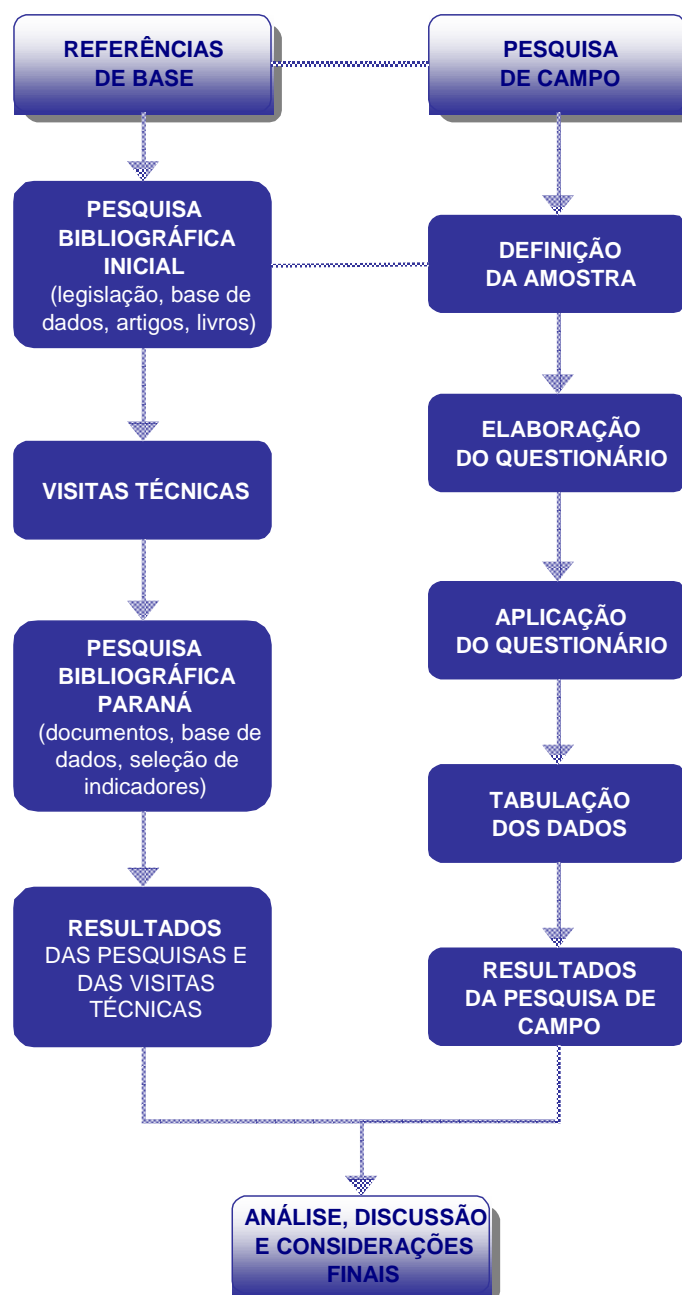 REFERÊNCIAS
DE BASE
PESQUISA
BIBLIOGRÁFICA
INICIAL
(legislação, base de
dados, artigos, livros)
VISITAS TÉCNICAS
PESQUISA
BIBLIOGRÁFICA
PARANÁ
(documentos, base de
dados, seleção de
indicadores)
RESULTADOS
DAS PESQUISAS E
DAS VISITAS
TÉCNICAS
PESQUISA
DE CAMPO
DEFINIÇÃO
DA AMOSTRA
ELABORAÇÃO
DO QUESTIONÁRIO
APLICAÇÃO
DO QUESTIONÁRIO
TABULAÇÃO
DOS DADOS
RESULTADOS
DA PESQUISA DE
CAMPO
ANÁLISE, DISCUSSÃO
E CONSIDERAÇÕES
FINAIS